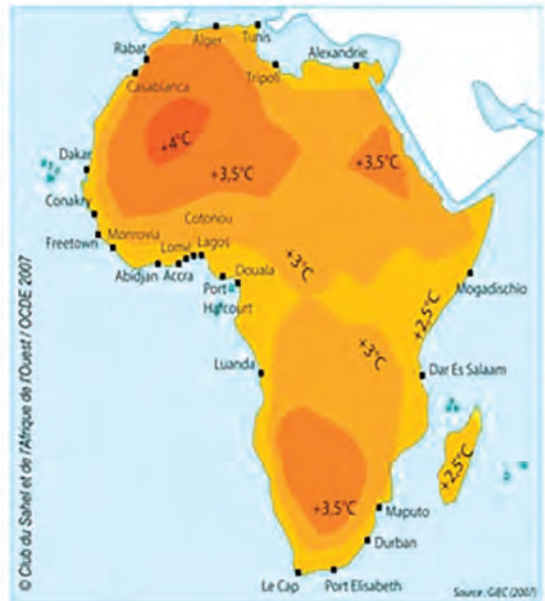 Alger
Tunis
Rabat
Alexandrie
Tripoli
Casablanca
+4°C
+3,5°C
+3,5°C
Dakar
Conakry
Cotonou
Freetown
Monrovia
Lomé
Lagos
Abidjan
Accra
+3°C
Douala
Port
Harcourt
Mogadischio
+2,5°C
+3°C
Luanda
Dar Es Salaam
+2,5°C
+3,5°C
Maputo
Durban
Le Cap
Port Elisabeth
Source: GIEC (2007)
© Club du Sahel et de l'Afrique de l'Ouest / OCDE 2007